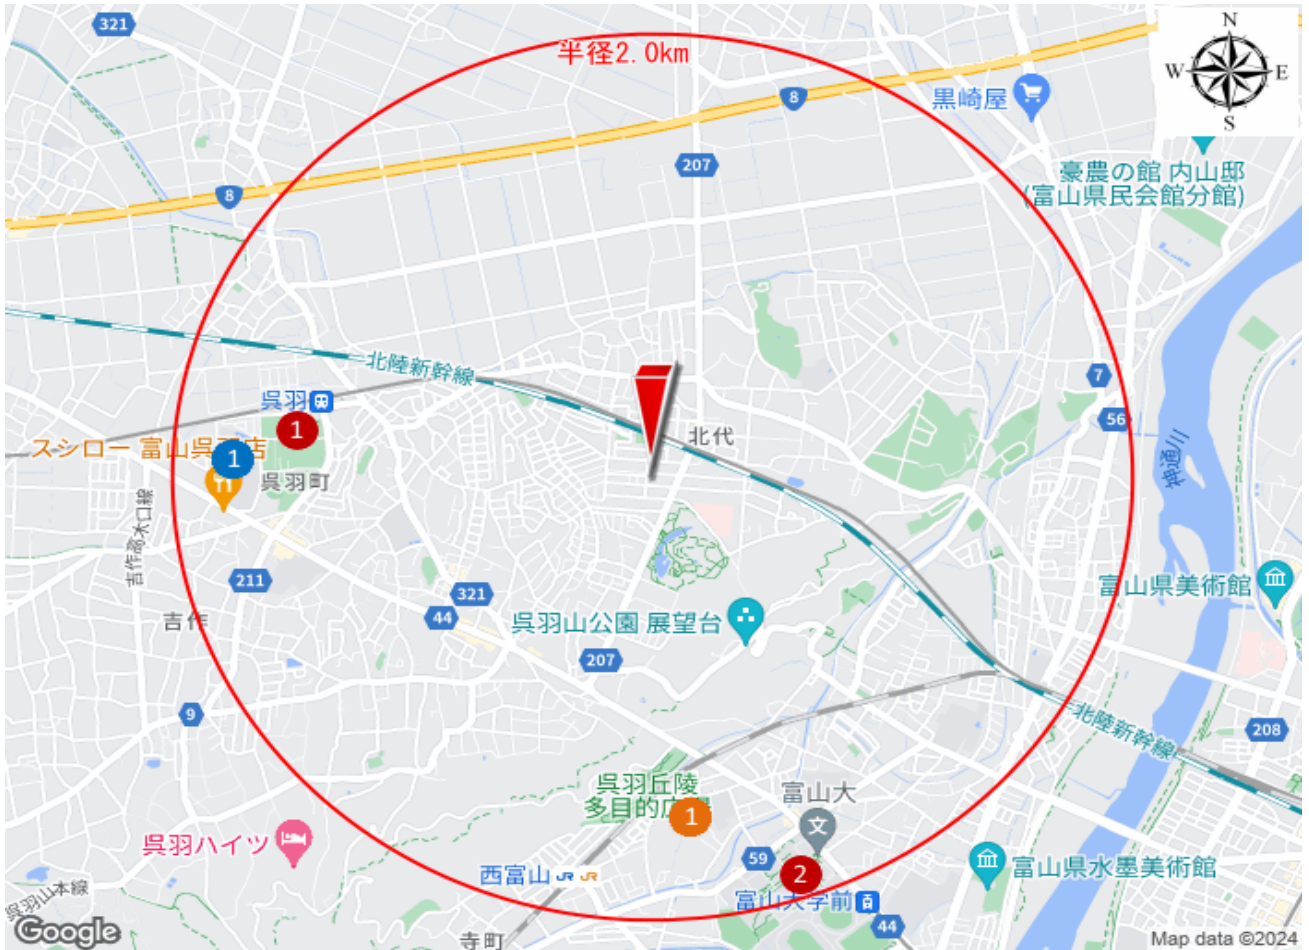 321
半径2.0km
N
W
E
S
8
黒崎屋
207
豪農の館 内山邸
(富山県民会館分館)
8
北陸新幹線
呉羽
1
7
56
北代
スシロー 富山呉羽店
1
呉羽町
神通川
吉作高木口線
211
321
富山県美術館
吉作
44
呉羽山公園 展望台
207
9
北陸新幹線
208
呉羽丘陵
多目的広場
1
富山大
呉羽ハイツ
59
西富山
JR JR
2
富山県水墨美術館
富山大学前
44
呉羽山本線
寺町
Google
Map data ©2024